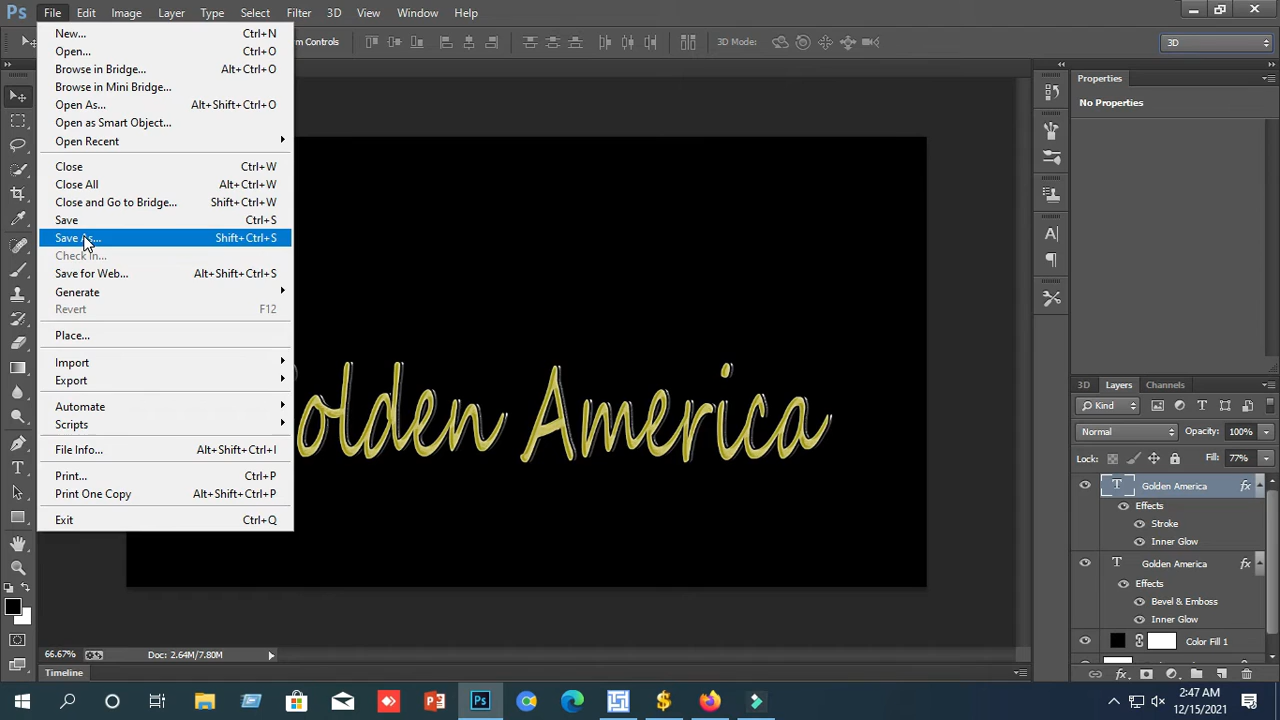 Ps File Edit Image Layer Type Select Filter 3D View Window Help
m Controls 3D Mode: 3D
New... Ctrl+N
Open... Ctrl+O
Browse in Bridge... Alt+Ctrl+O
Browse in Mini Bridge...
Open As... Alt+Shift+Ctrl+O
Open as Smart Object...
Open Recent
Close Ctrl+W
Close All Alt+Ctrl+W
Close and Go to Bridge... Shift+Ctrl+W
Save Ctrl+S
Save As... Shift+Ctrl+S
Check In...
Save for Web... Alt+Shift+Ctrl+S
Generate
Revert F12
Place...
Import
Export
Automate
Scripts
File Info... Alt+Shift+Ctrl+I
Print... Ctrl+P
Print One Copy Alt+Shift+Ctrl+P
Exit Ctrl+Q
olden America
Properties
No Properties
3D Layers Channels
Kind
Normal Opacity: 100%
Lock: Fill: 77%
T Golden America fx
Effects
Stroke
Inner Glow
T Golden America fx
Effects
Bevel & Emboss
Inner Glow
Color Fill 1
66.67% Doc: 2.64M/7.80M
Timeline
2:47 AM
12/15/2021